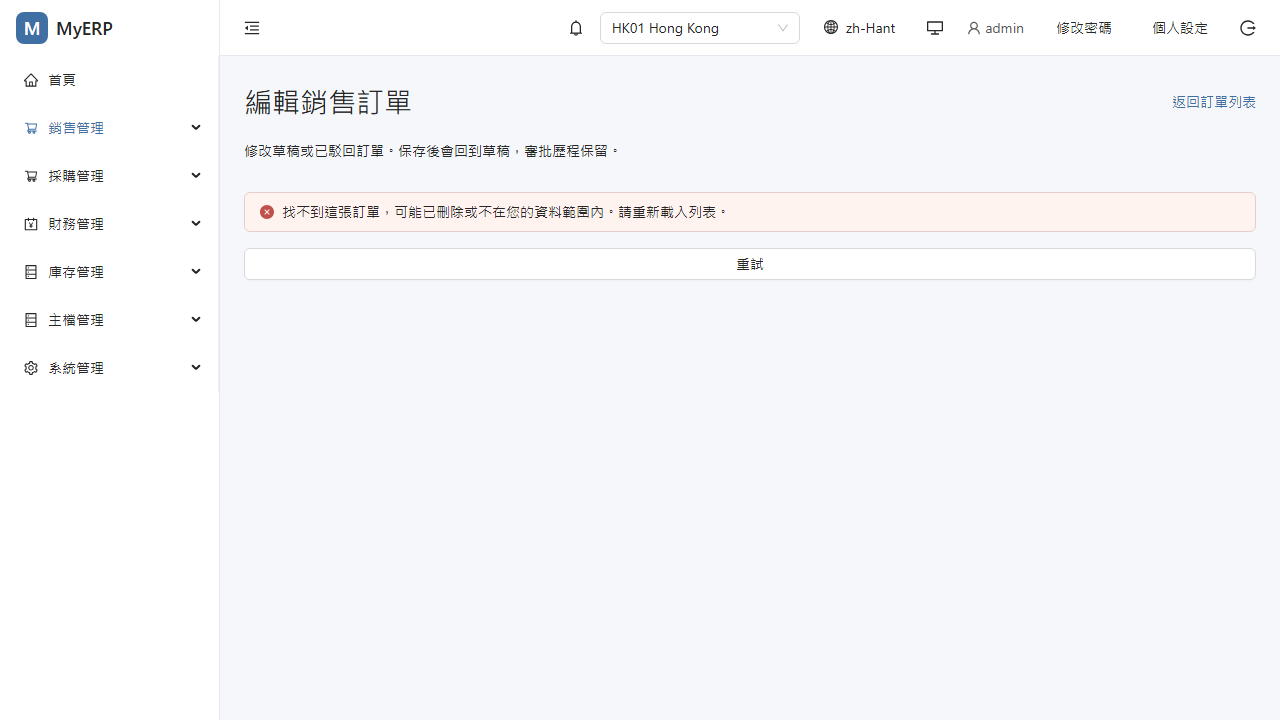 M MyERP
HK01 Hong Kong
zh-Hant
admin
修改密碼
個人設定
首頁
銷售管理
採購管理
財務管理
庫存管理
主檔管理
系統管理
編輯銷售訂單
返回訂單列表
修改草稿或已駁回訂單。保存後會回到草稿，審批歷程保留。
找不到這張訂單，可能已刪除或不在您的資料範圍內。請重新載入列表。
重試